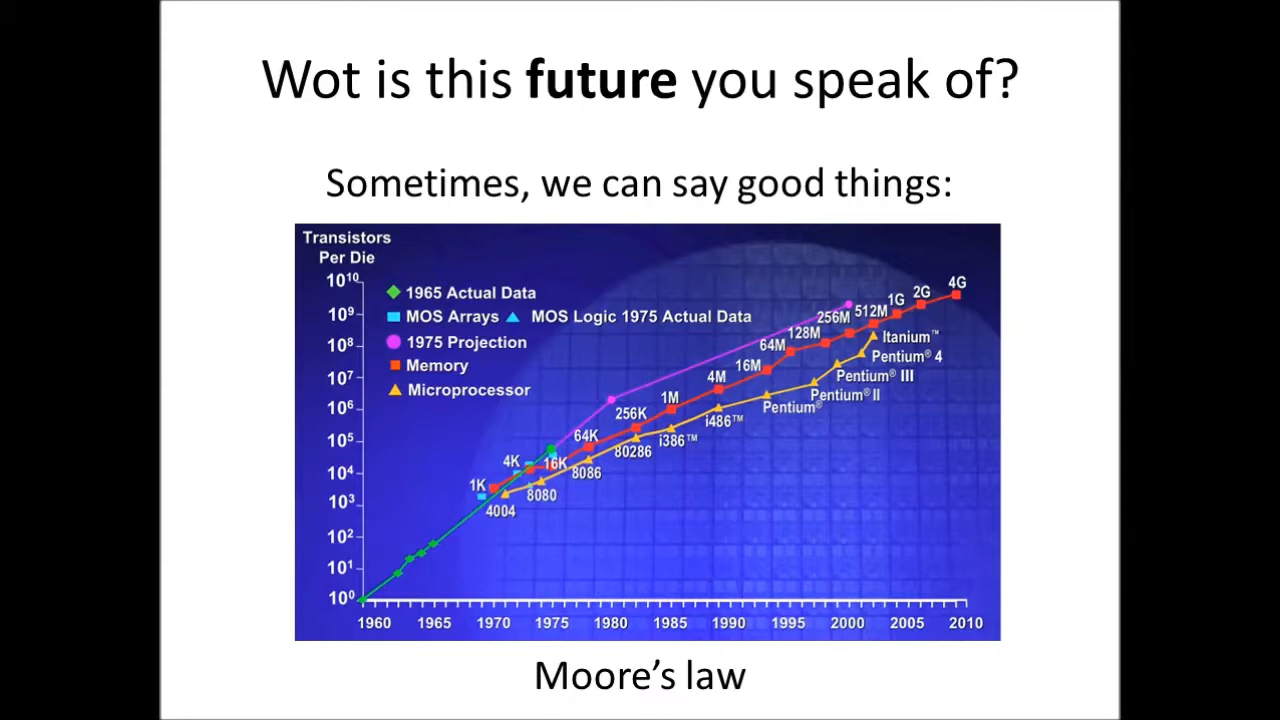 Wot is this future you speak of?
Sometimes, we can say good things:
Transistors
Per Die
10¹⁰
10⁹
10⁸
10⁷
10⁶
10⁵
10⁴
10³
10²
10¹
10⁰
1965 Actual Data
MOS Arrays MOS Logic 1975 Actual Data
1975 Projection
Memory
Microprocessor
1K
4K
16K
64K
256K
1M
4M
16M
64M
128M
256M
512M
1G
2G
4G
4004
8080
8086
80286
i386™
i486™
Pentium®
Pentium® II
Pentium® III
Pentium® 4
Itanium™
1960 1965 1970 1975 1980 1985 1990 1995 2000 2005 2010
Moore’s law